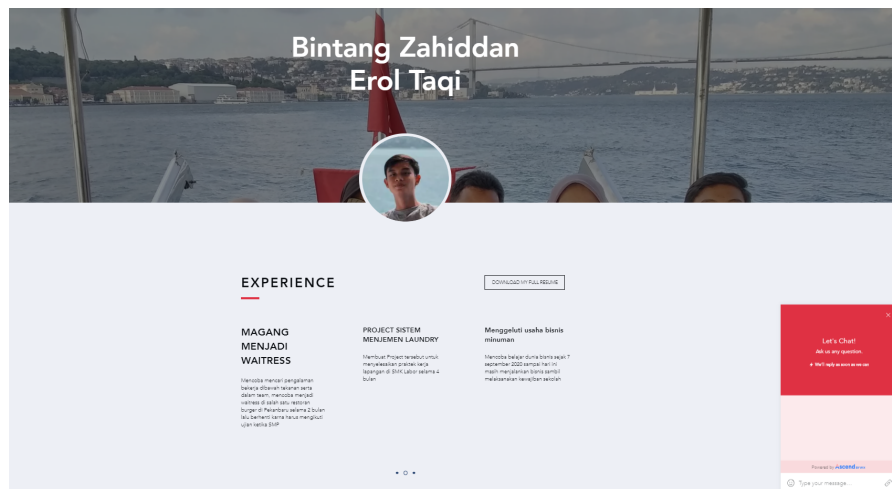 Bintang Zahiddan
Erol Taqi
EXPERIENCE
DOWNLOAD MY FULL RESUME
MAGANG
MENJADI
WAITRESS
Mencoba mencari pengalaman
bekerja dibawah tekanan serta
dalam team, mencoba menjadi
waitress di salah satu restoran
burger di Pekanbaru selama 2 bulan
lalu berhenti karna harus mengikuti
ujian ketika SMP
PROJECT SISTEM
MENJEMEN LAUNDRY
Membuat Project tersebut untuk
menyelesaikan praktek kerja
lapangan di SMK Labor selama 4
bulan
Menggeluti usaha bisnis
minuman
Mencoba belajar dunia bisnis sejak 7
september 2020 sampai hari ini
masih menjalankan bisnis sambil
melaksanakan kewajiban sekolah
Let's Chat!
Ask us any question.
We'll reply as soon as we can
Powered by Ascend
Type your message...